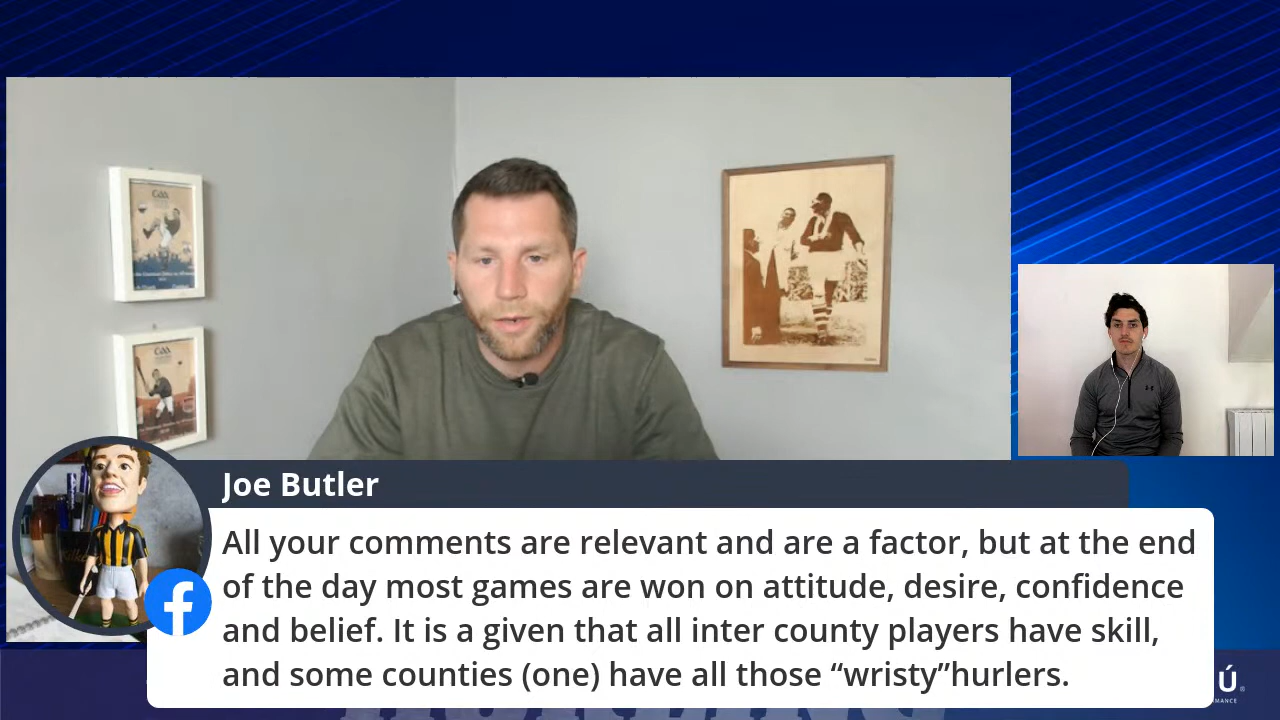 GAA
GAA
Joe Butler
All your comments are relevant and are a factor, but at the end
of the day most games are won on attitude, desire, confidence
and belief. It is a given that all inter county players have skill,
and some counties (one) have all those “wristy”hurlers.
Ú